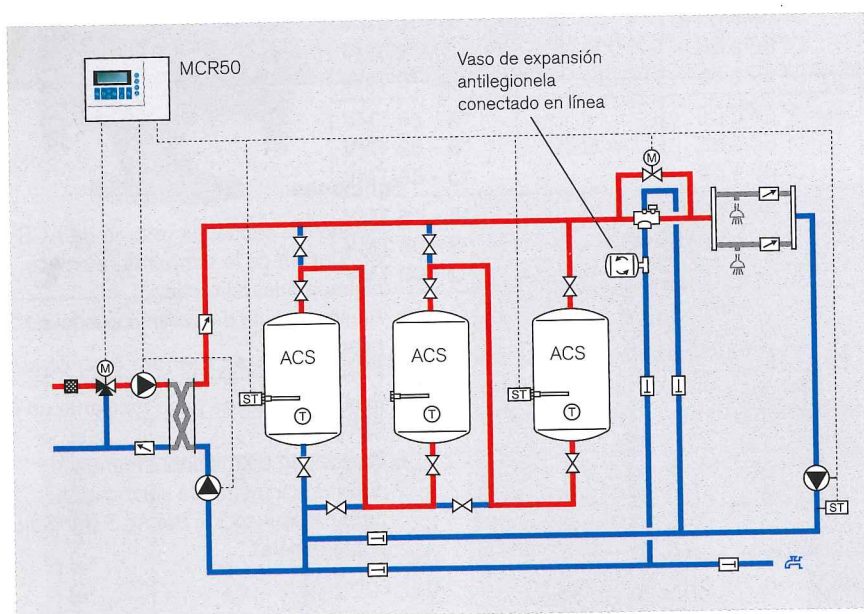 MCR50
Vaso de expansión
antilegionela
conectado en línea
M
M
ACS
ACS
ACS
ST
T
T
ST
T
ST